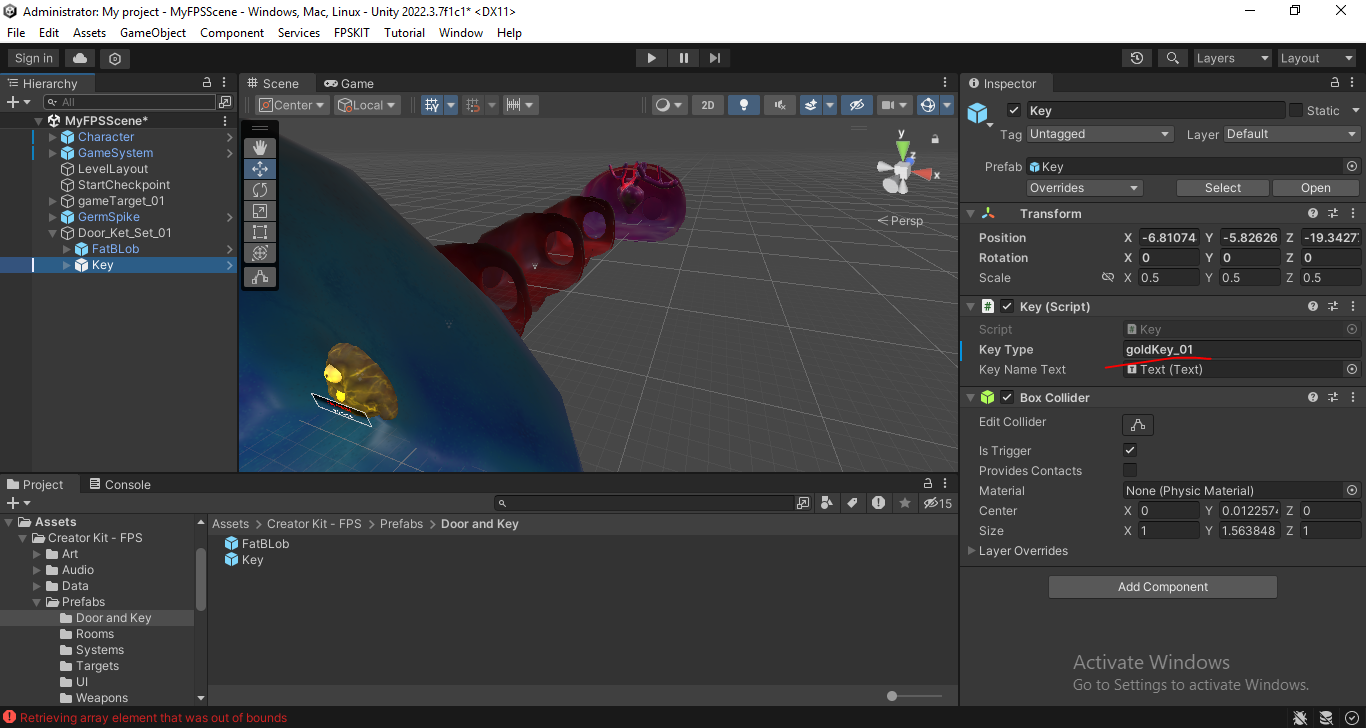 Administrator: My project - MyFPSScene - Windows, Mac, Linux - Unity 2022.3.7f1c1* <DX11>
File Edit Assets GameObject Component Services FPSKIT Tutorial Window Help
Sign in Layers Layout
Hierarchy
All
MyFPSScene*
Character
GameSystem
LevelLayout
StartCheckpoint
gameTarget_01
GermSpike
Door_Ket_Set_01
FatBLob
Key
Scene Game
Center Local 2D
y
z
x
Persp
Inspector
Key Static
Tag Untagged Layer Default
Prefab Key
Overrides Select Open
Transform
Position X -6.81074 Y -5.82626 Z -19.3427
Rotation X 0 Y 0 Z 0
Scale X 0.5 Y 0.5 Z 0.5
Key (Script)
Script Key
Key Type goldKey_01
Key Name Text Text (Text)
Box Collider
Edit Collider
Is Trigger
Provides Contacts
Material None (Physic Material)
Center X 0 Y 0.012257 Z 0
Size X 1 Y 1.563848 Z 1
Layer Overrides
Add Component
Activate Windows
Go to Settings to activate Windows.
Project Console
15
Assets
Creator Kit - FPS
Art
Audio
Data
Prefabs
Door and Key
Rooms
Systems
Targets
UI
Weapons
Assets > Creator Kit - FPS > Prefabs > Door and Key
FatBLob
Key
Retrieving array element that was out of bounds